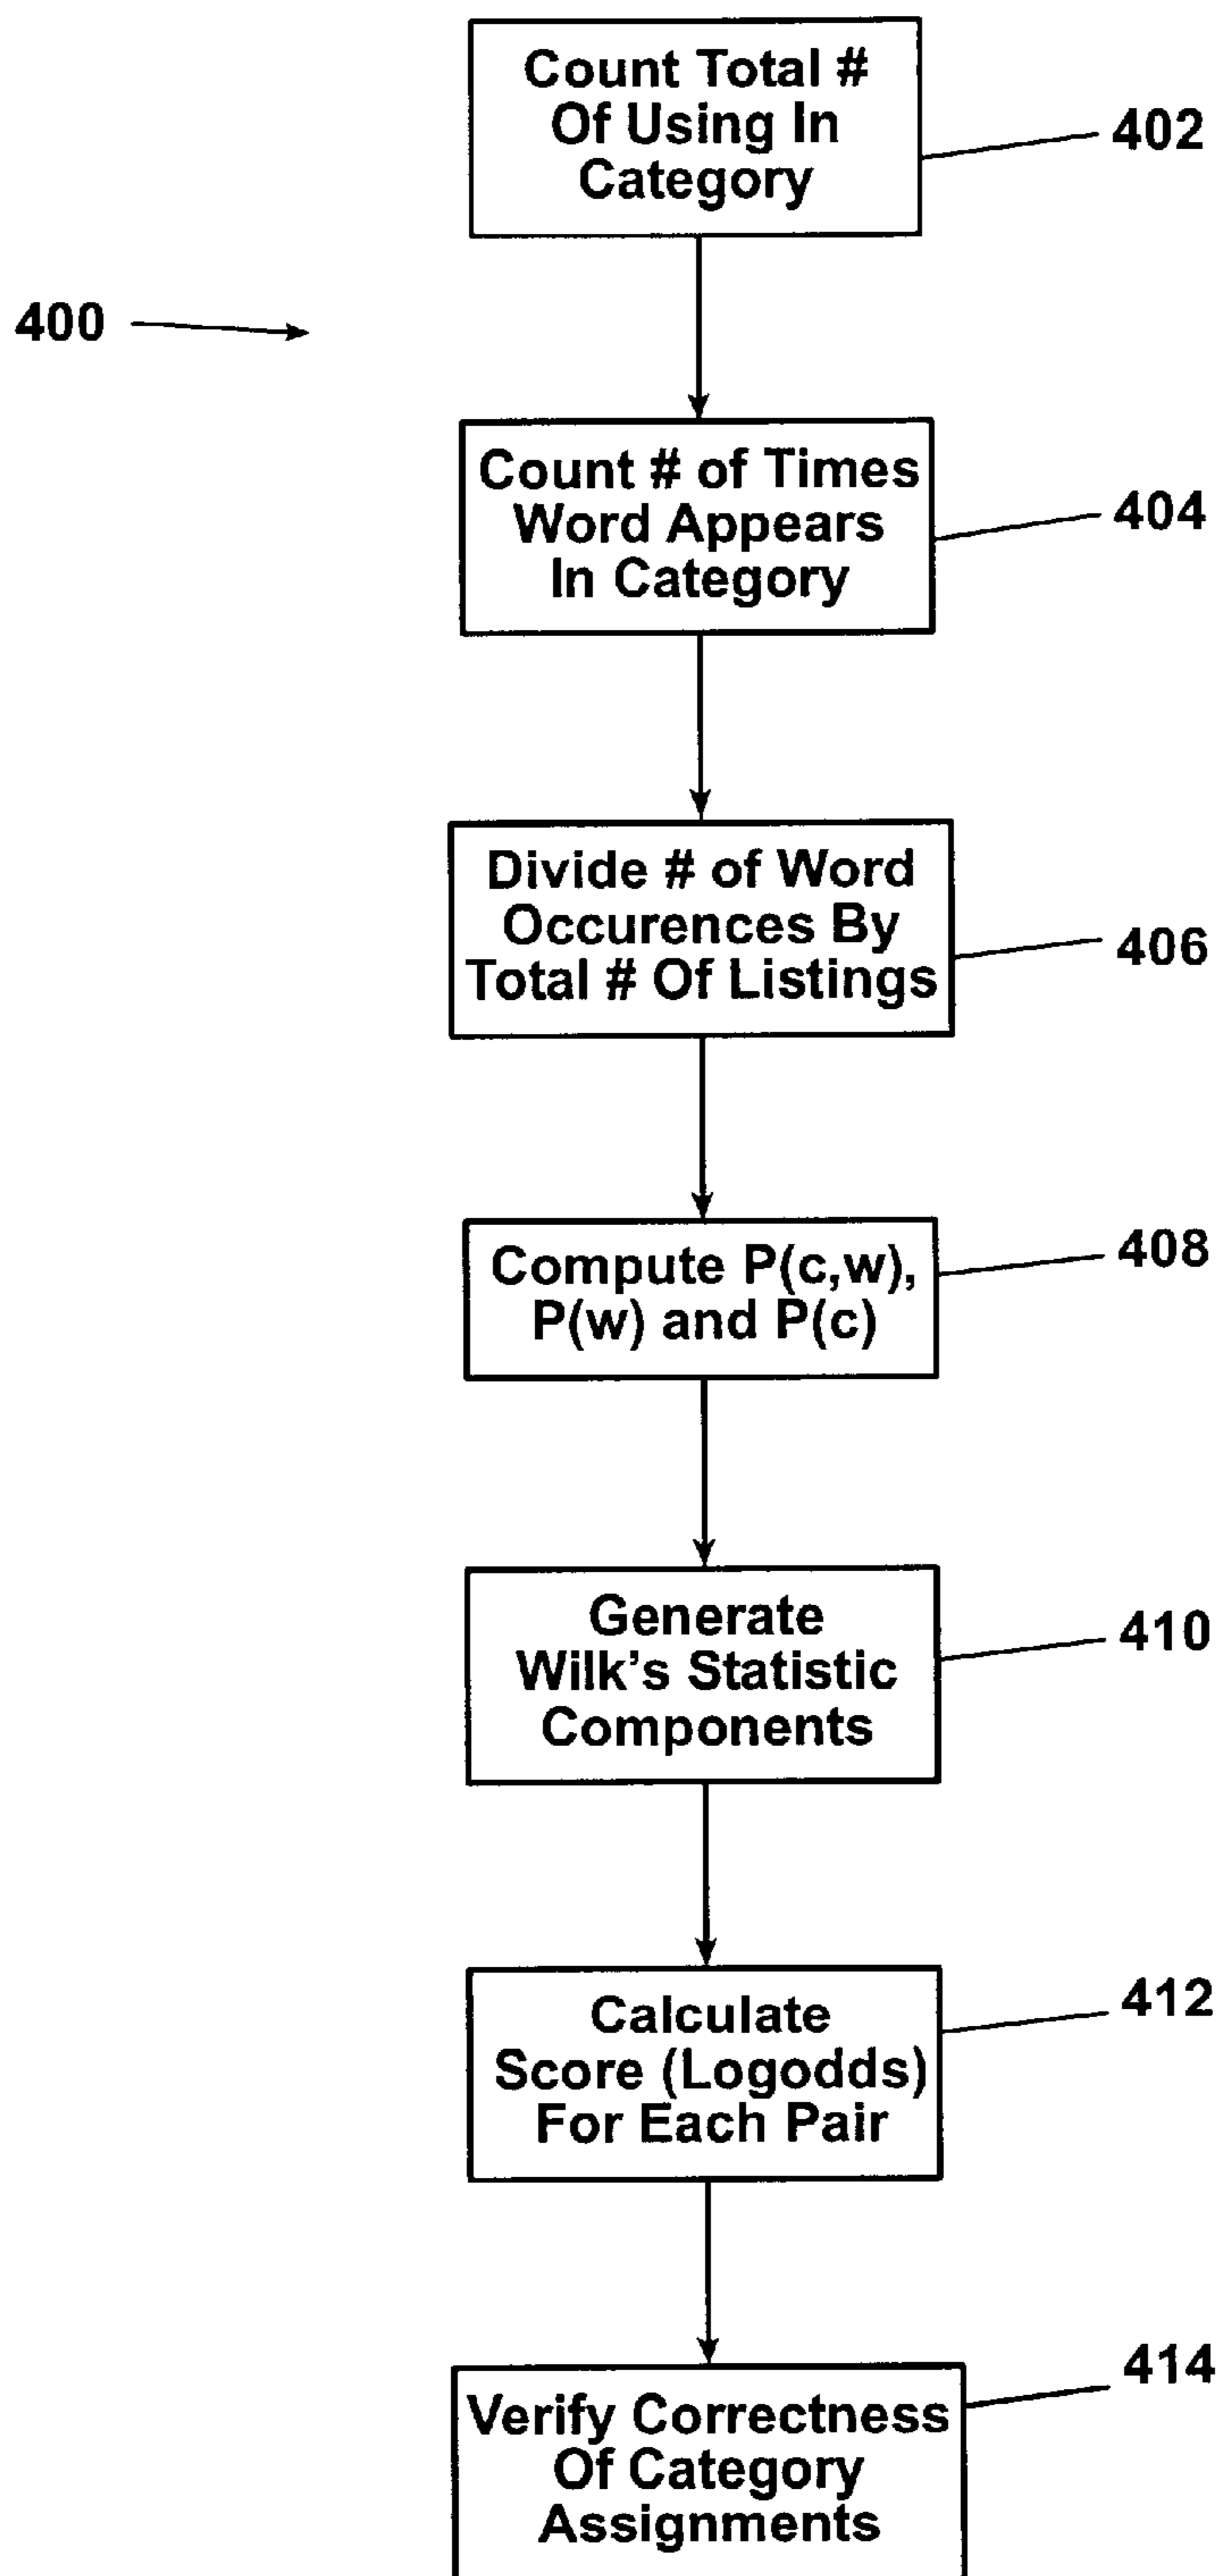 Count Total #
Of Using In
Category
402
400
Count # of Times
Word Appears
In Category
404
Divide # of Word
Occurences By
Total # Of Listings
406
Compute P(c,w),
P(w) and P(c)
408
Generate
Wilk's Statistic
Components
410
Calculate
Score (Logodds)
For Each Pair
412
Verify Correctness
Of Category
Assignments
414